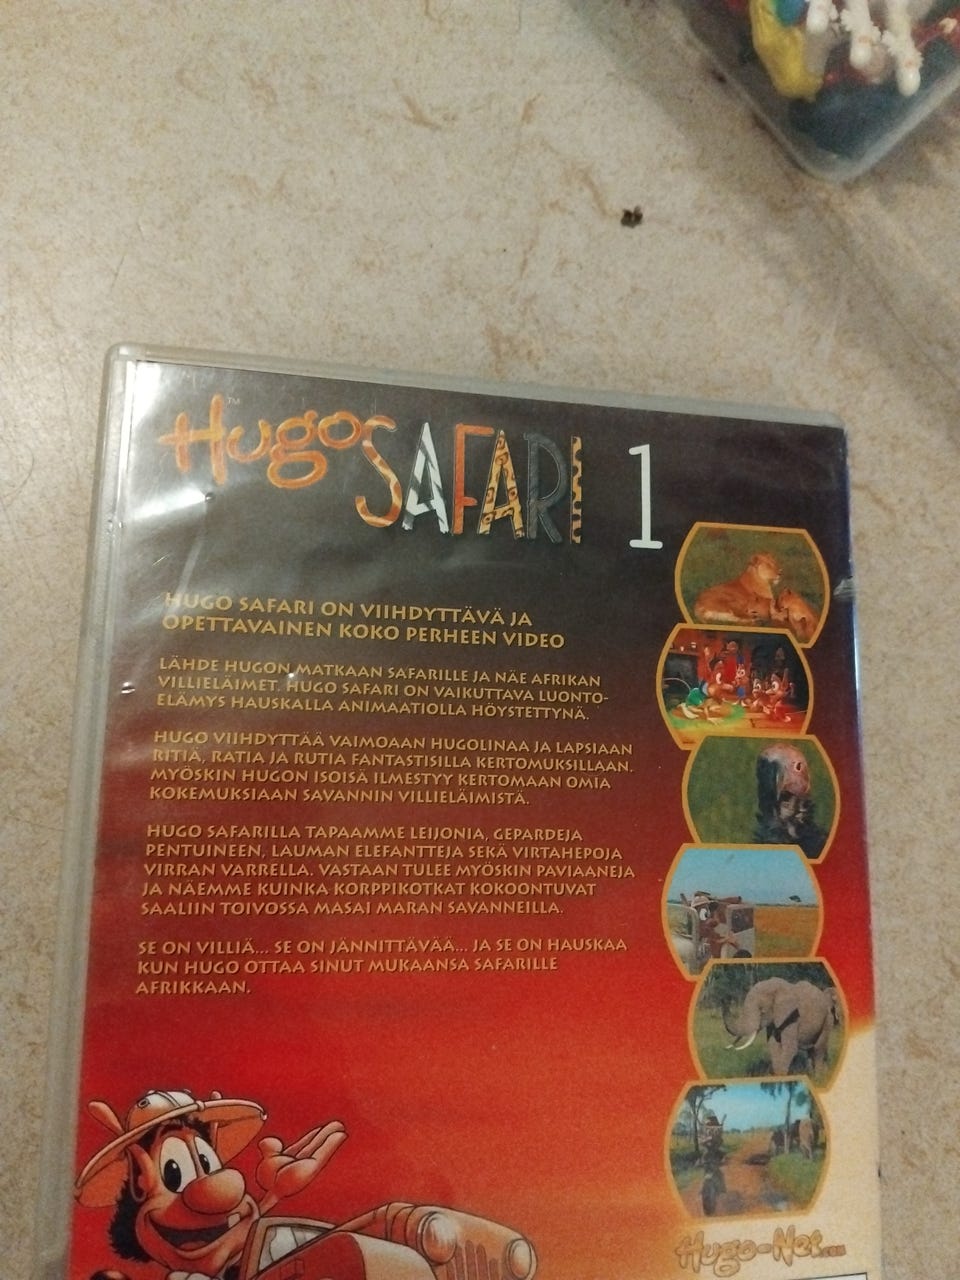 Hugo SAFARI 1
™
HUGO SAFARI ON VIIHDYTTÄVÄ JA
OPETTAVAINEN KOKO PERHEEN VIDEO
LÄHDE HUGON MATKAAN SAFARILLE JA NÄE AFRIKAN
VILLIELÄIMET. HUGO SAFARI ON VAIKUTTAVA LUONTO-
ELÄMYS HAUSKALLA ANIMAATIOLLA HÖYSTETTYNÄ.
HUGO VIIHDYTTÄÄ VAIMOAAN HUGOLINAA JA LAPSIAAN
RITIÄ, RATIA JA RUTIA FANTASTISILLA KERTOMUKSILLAAN.
MYÖSKIN HUGON ISOISÄ ILMESTYY KERTOMAAN OMIA
KOKEMUKSIAAN SAVANNIN VILLIELÄIMISTÄ.
HUGO SAFARILLA TAPAAMME LEIJONIA, GEPARDEJA
PENTUINEEN, LAUMAN ELEFANTTEJA SEKÄ VIRTAHEPOJA
VIRRAN VARRELLA. VASTAAN TULEE MYÖSKIN PAVIAANEJA
JA NÄEMME KUINKA KORPPIKOTKAT KOKOONTUVAT
SAALIIN TOIVOSSA MASAI MARAN SAVANNEILLA.
SE ON VILLIÄ... SE ON JÄNNITTÄVÄÄ... JA SE ON HAUSKAA
KUN HUGO OTTAA SINUT MUKAANSA SAFARILLE
AFRIKKAAN.
Hugo-Net.com